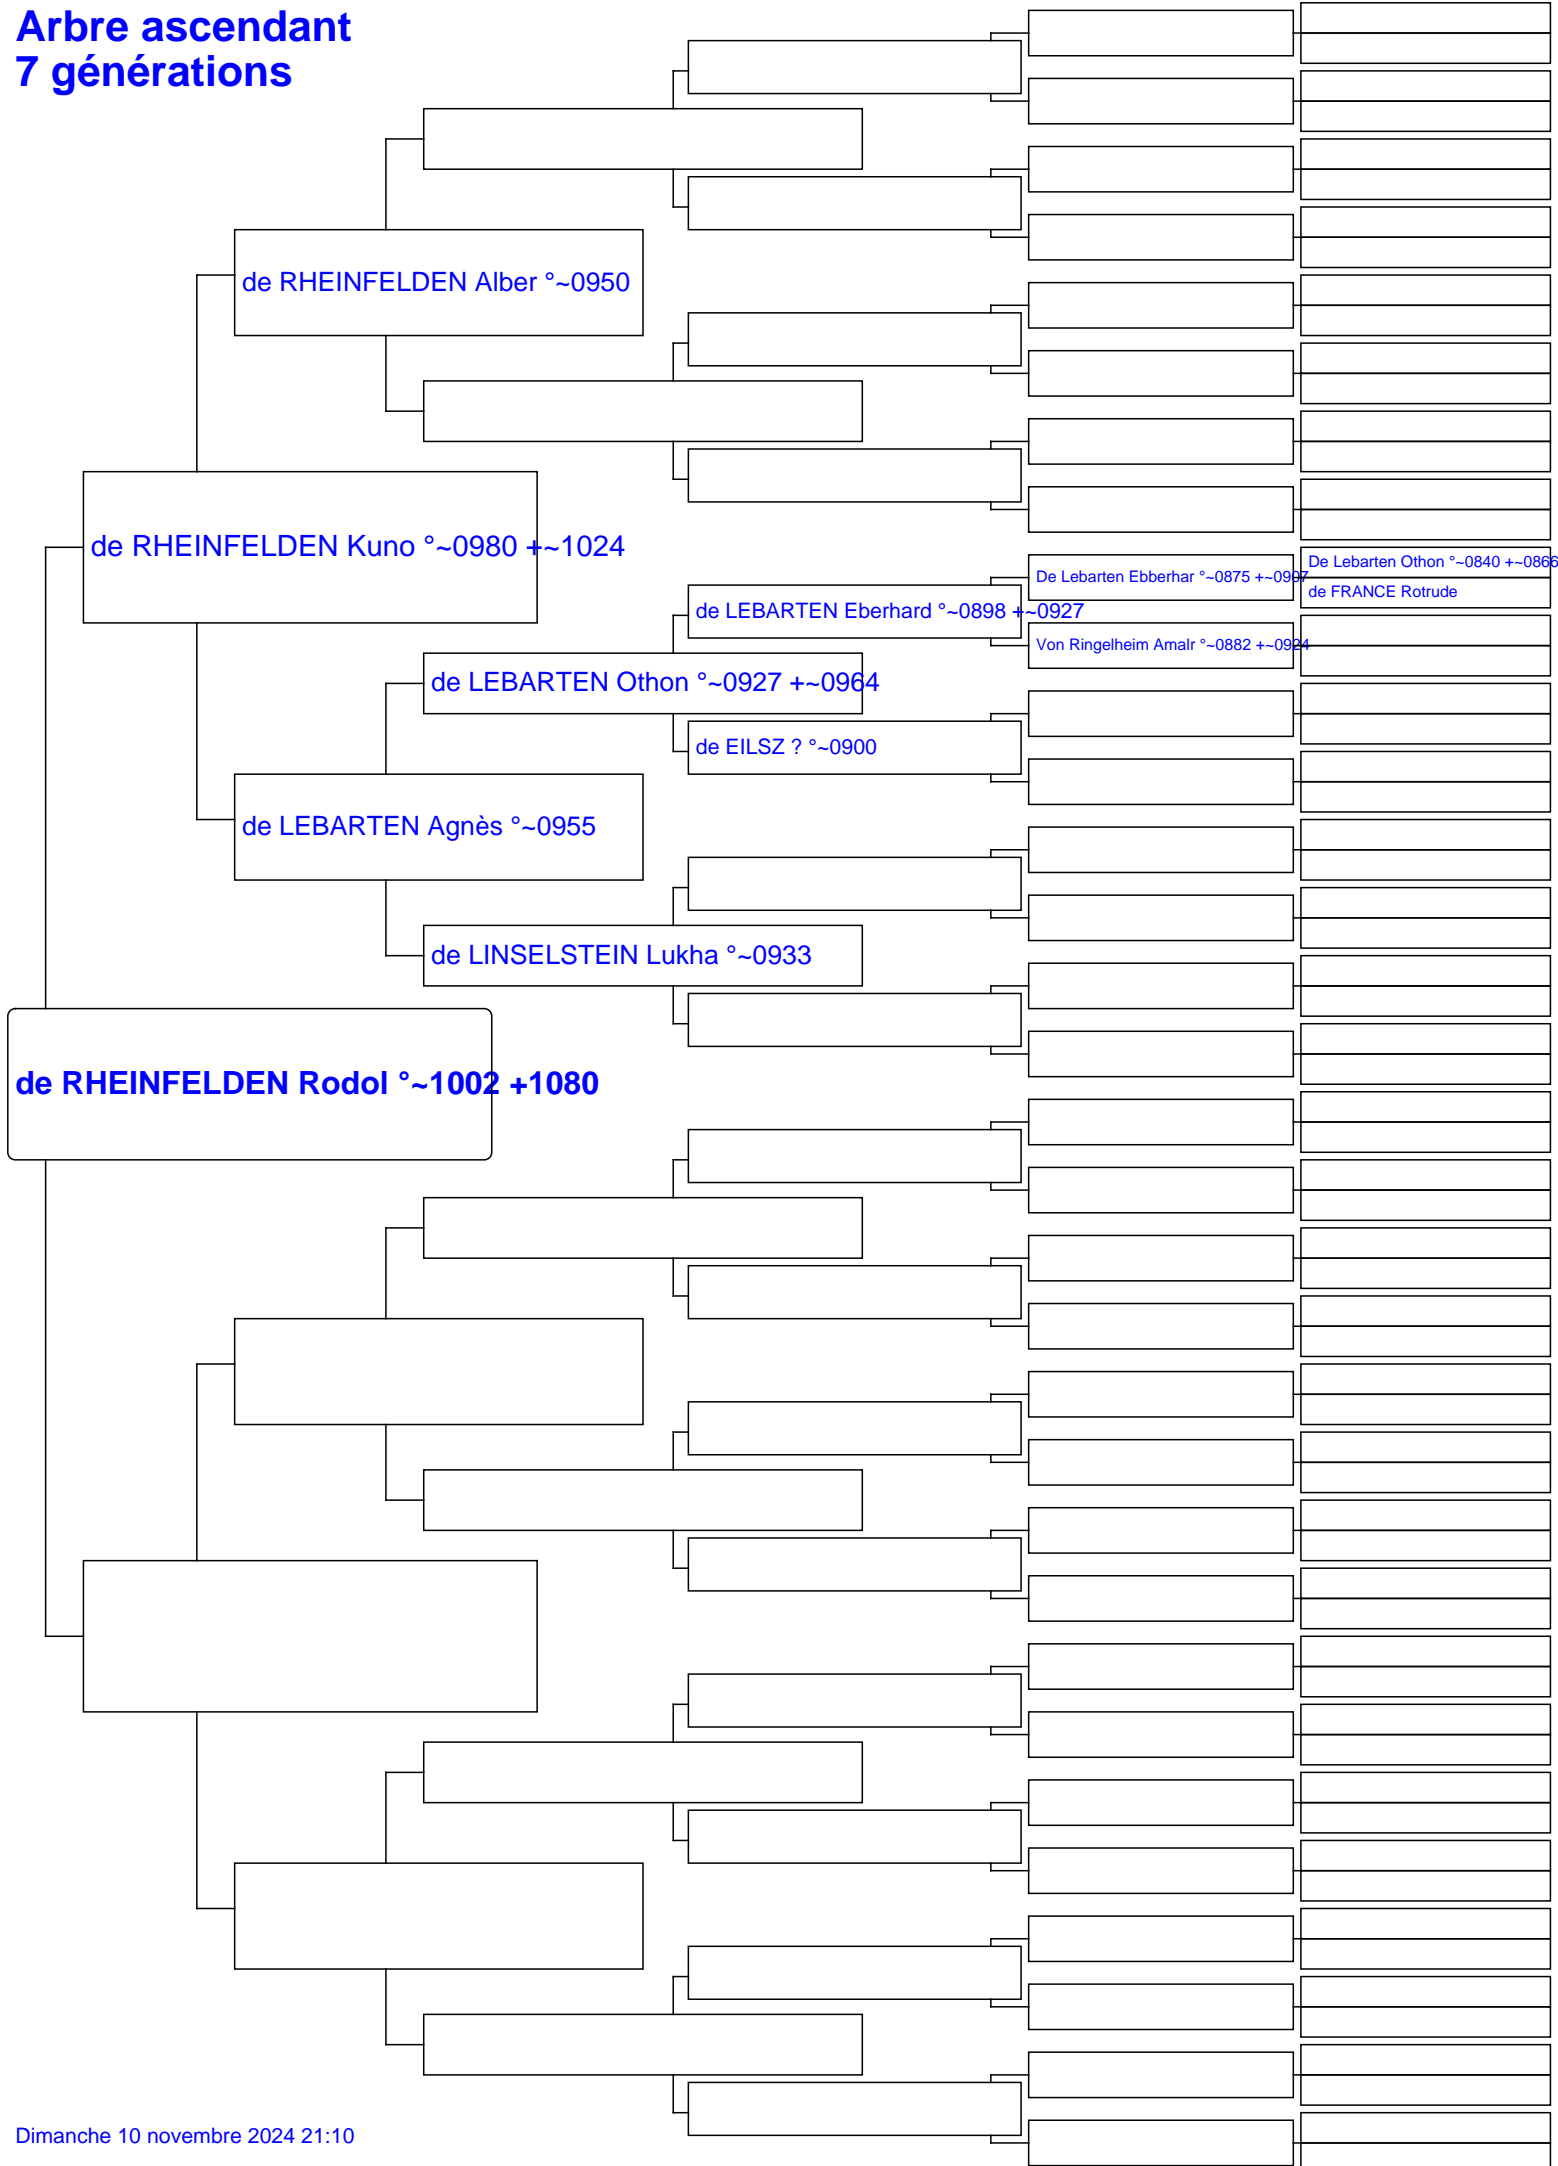 Arbre ascendant
7 générations
de RHEINFELDEN Alber °~0950
de RHEINFELDEN Kuno °~0980 +~1024
De Lebarten Othon °~0840 +~0866
De Lebarten Ebberhar °~0875 +~0907
de FRANCE Rotrude
de LEBARTEN Eberhard °~0898 +~0927
Von Ringelheim Amalr °~0882 +~0924
de LEBARTEN Othon °~0927 +~0964
de EILSZ ? °~0900
de LEBARTEN Agnès °~0955
de LINSELSTEIN Lukha °~0933
de RHEINFELDEN Rodol °~1002 +1080
Dimanche 10 novembre 2024 21:10